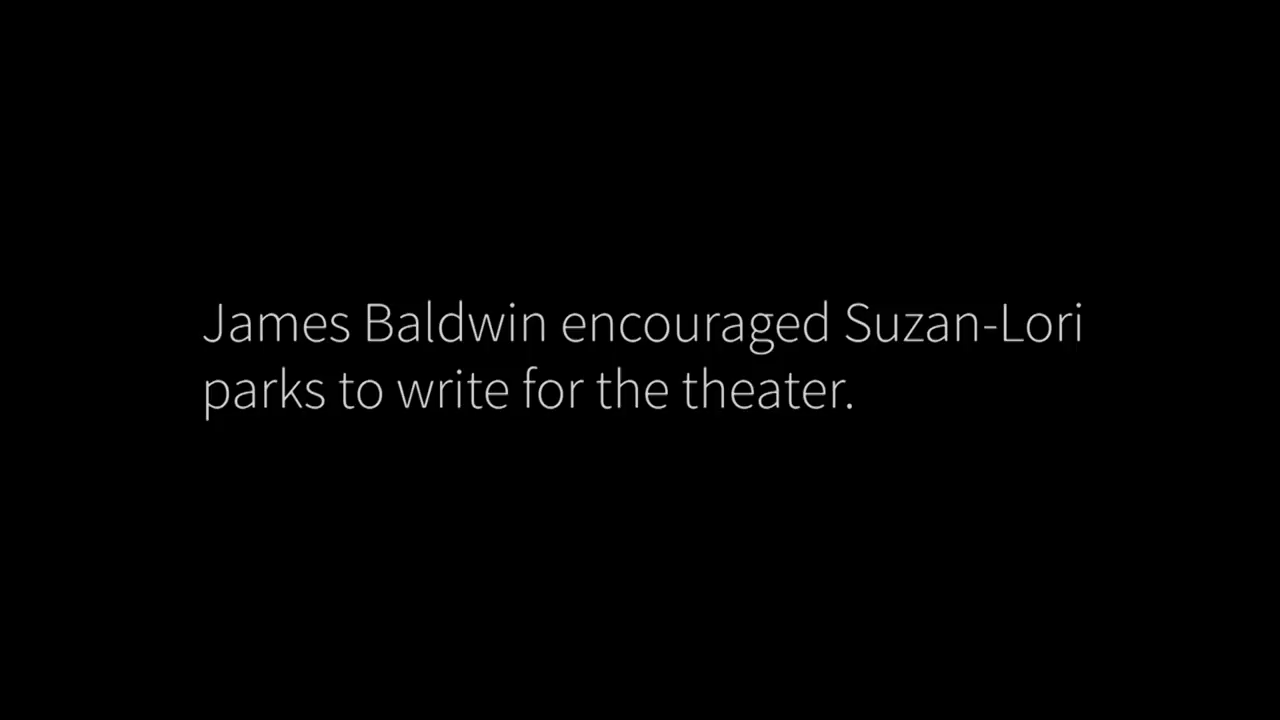 James Baldwin encouraged Suzan-Lori
parks to write for the theater.